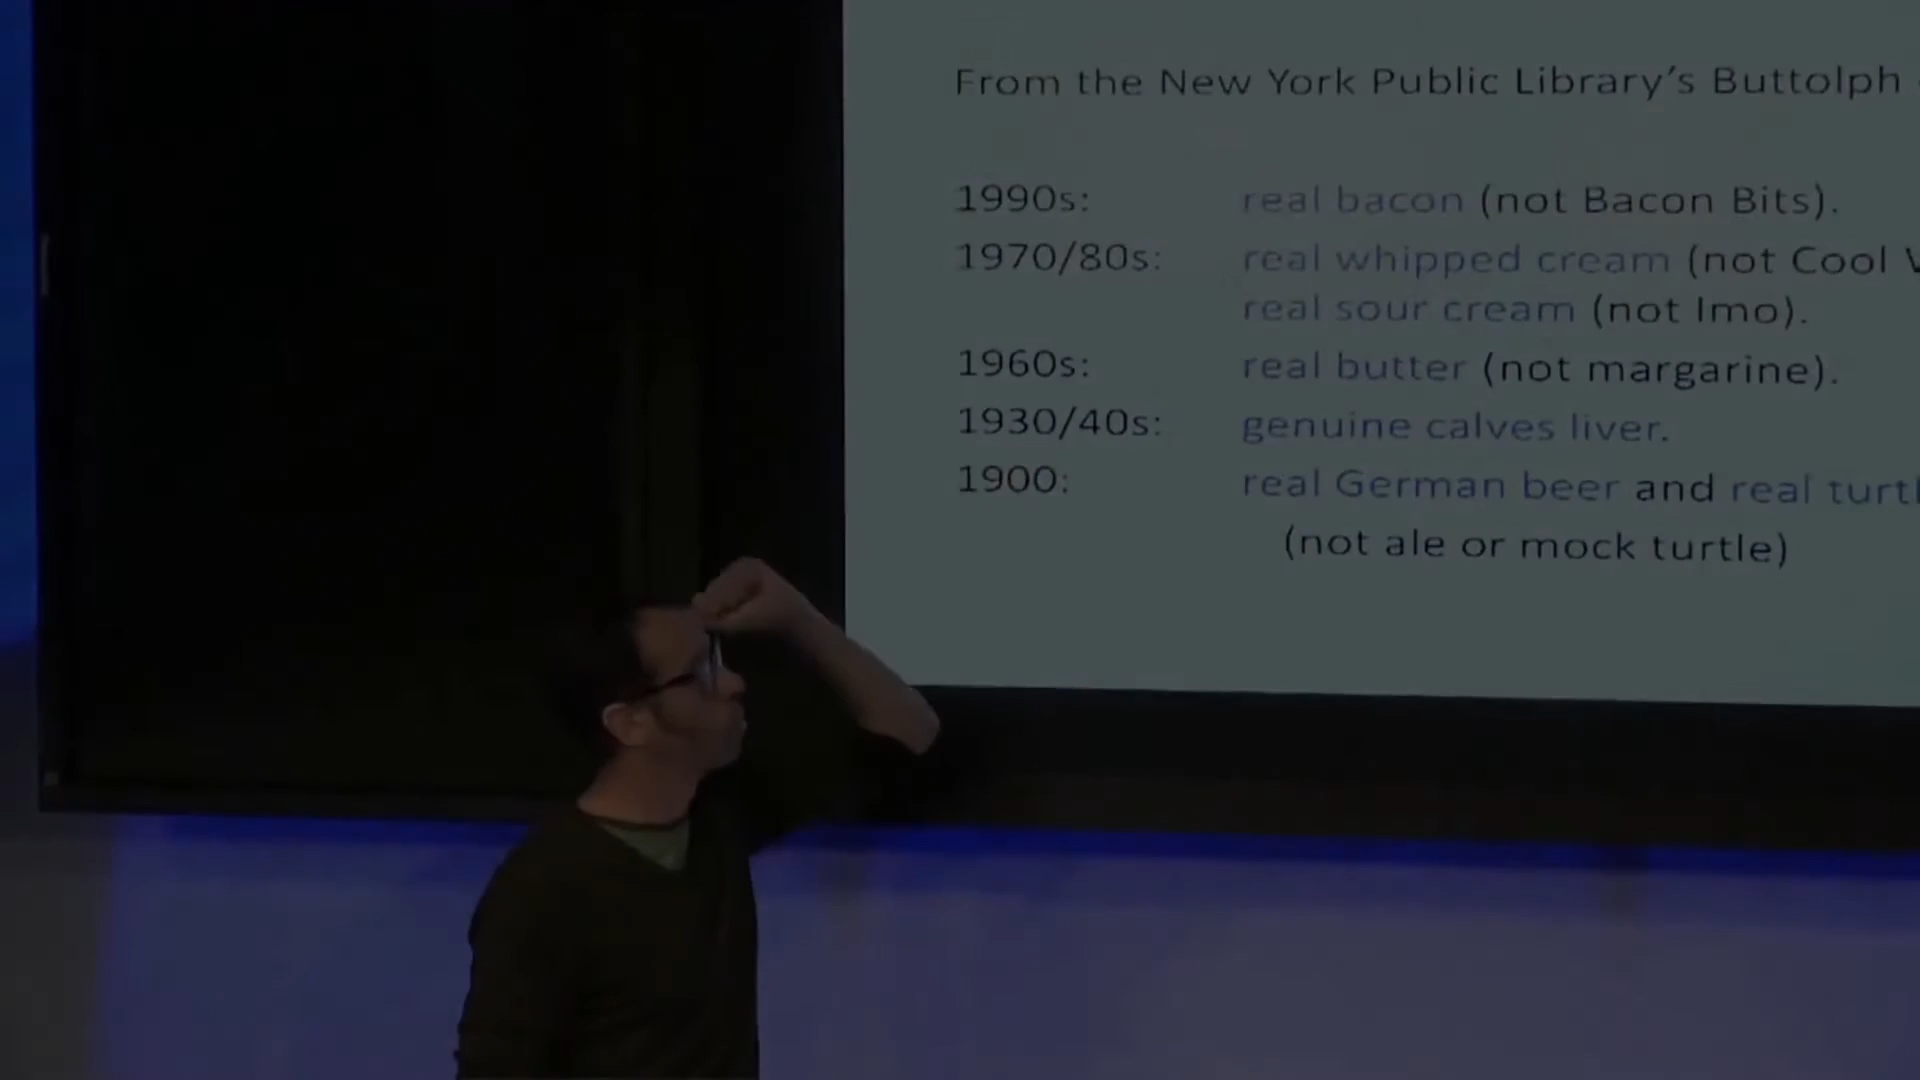 From the New York Public Library's Buttolph
1990s: real bacon (not Bacon Bits).
1970/80s: real whipped cream (not Cool
real sour cream (not Imo).
1960s: real butter (not margarine).
1930/40s: genuine calves liver.
1900: real German beer and real
(not ale or mock turtle)